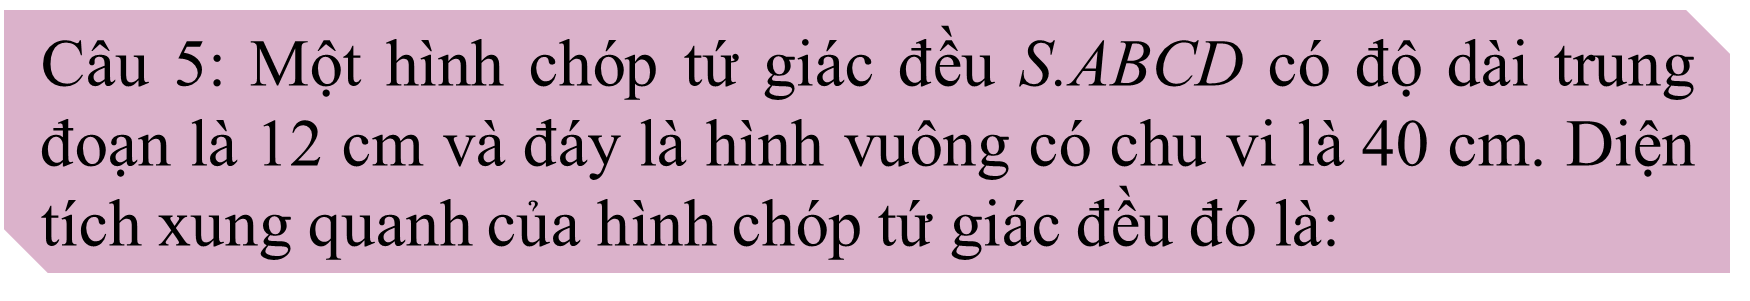 Câu 5: Một hình chóp tứ giác đều S.ABCD có độ dài trung
đoạn là 12 cm và đáy là hình vuông có chu vi là 40 cm. Diện
tích xung quanh của hình chóp tứ giác đều đó là: